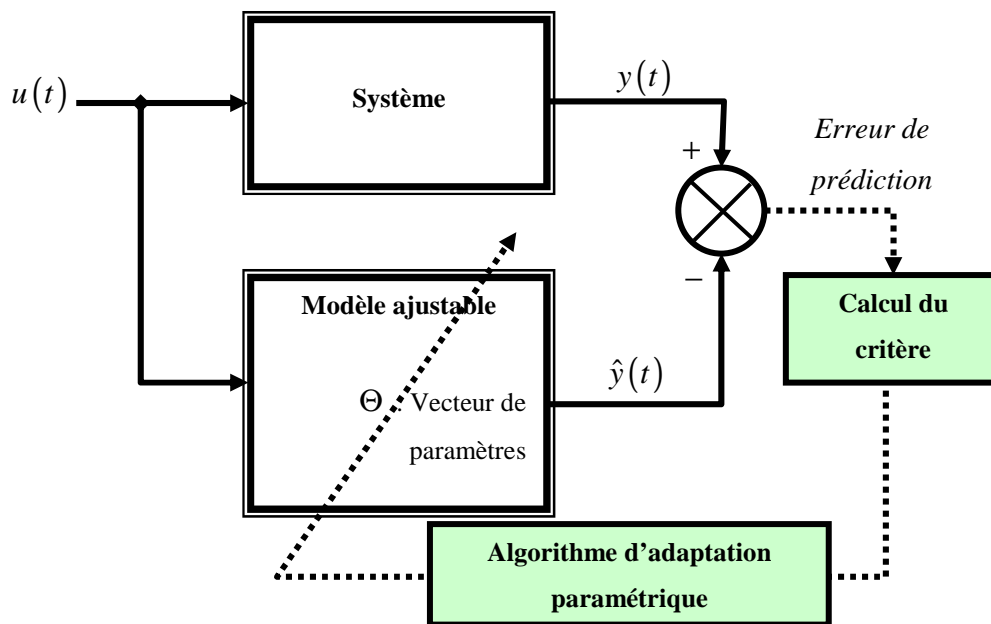 u(t)
Système
y(t)
+
Erreur de
prédiction
−
Modèle ajustable
Θ : Vecteur de
paramètres
ŷ(t)
Calcul du
critère
Algorithme d’adaptation
paramétrique